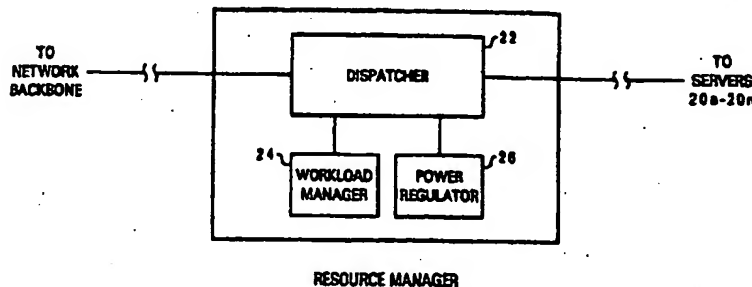 TO
NETWORK
BACKBONE
22
DISPATCHER
TO
SERVERS
20a-20n
24
WORKLOAD
MANAGER
26
POWER
REGULATOR
RESOURCE MANAGER